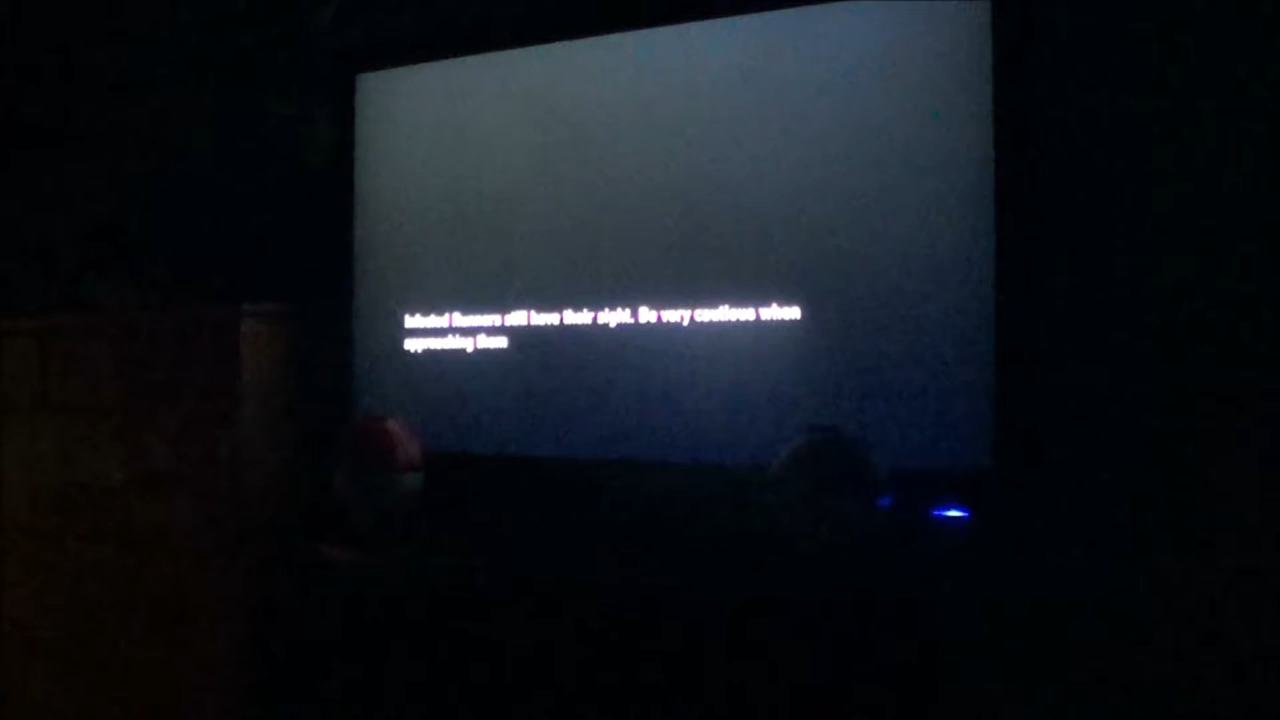 Infected Runners still have their sight. Be very cautious when
approaching them